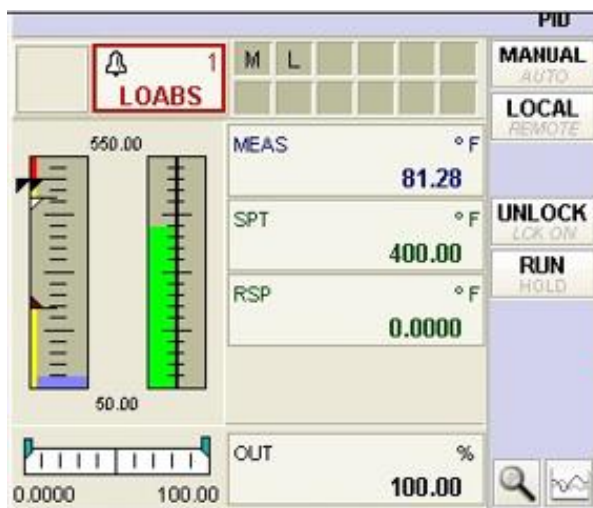 PID
1
LOABS
M L
MANUAL
AUTO
LOCAL
REMOTE
550.00
MEAS °F
81.28
SPT °F
400.00
UNLOCK
LCK ON
RSP °F
0.0000
RUN
HOLD
50.00
OUT %
100.00
0.0000 100.00